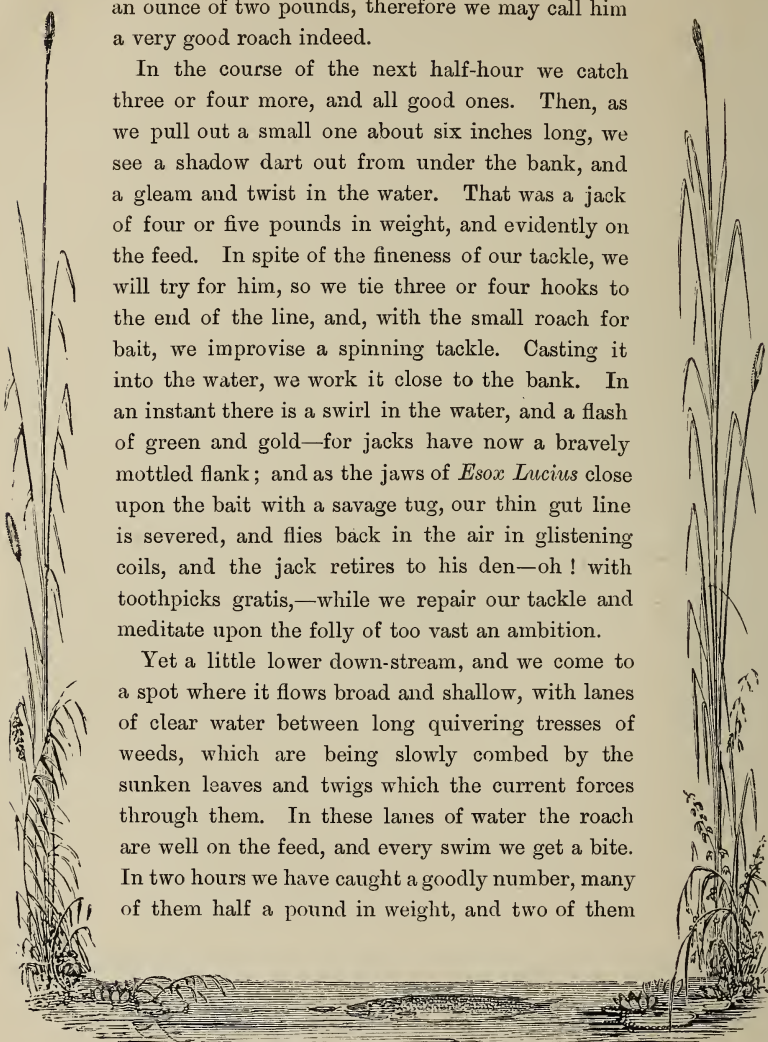 an ounce of two pounds, therefore we may call him
a very good roach indeed.
In the course of the next half-hour we catch
three or four more, and all good ones. Then, as
we pull out a small one about six inches long, we
see a shadow dart out from under the bank, and
a gleam and twist in the water. That was a jack
of four or five pounds in weight, and evidently on
the feed. In spite of the fineness of our tackle, we
will try for him, so we tie three or four hooks to
the end of the line, and, with the small roach for
bait, we improvise a spinning tackle. Casting it
into the water, we work it close to the bank. In
an instant there is a swirl in the water, and a flash
of green and gold—for jacks have now a bravely
mottled flank; and as the jaws of Esox Lucius close
upon the bait with a savage tug, our thin gut line
is severed, and flies back in the air in glistening
coils, and the jack retires to his den—oh! with
toothpicks gratis,—while we repair our tackle and
meditate upon the folly of too vast an ambition.
Yet a little lower down-stream, and we come to
a spot where it flows broad and shallow, with lanes
of clear water between long quivering tresses of
weeds, which are being slowly combed by the
sunken leaves and twigs which the current forces
through them. In these lanes of water the roach
are well on the feed, and every swim we get a bite.
In two hours we have caught a goodly number, many
of them half a pound in weight, and two of them